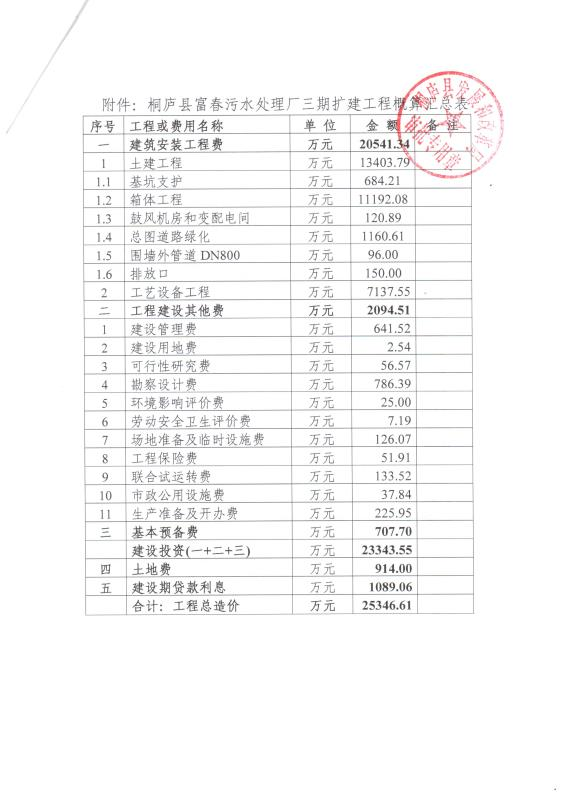 附件：桐庐县富春污水处理厂三期扩建工程概算汇总表
序号 工程或费用名称 单 位 金 额 备 注
一 建筑安装工程费 万元 20541.34
1 土建工程 万元 13403.79
1.1 基坑支护 万元 684.21
1.2 箱体工程 万元 11192.08
1.3 鼓风机房和变配电间 万元 120.89
1.4 总图道路绿化 万元 1160.61
1.5 围墙外管道 DN800 万元 96.00
1.6 排放口 万元 150.00
2 工艺设备工程 万元 7137.55
二 工程建设其他费 万元 2094.51
1 建设管理费 万元 641.52
2 建设用地费 万元 2.54
3 可行性研究费 万元 56.57
4 勘察设计费 万元 786.39
5 环境影响评价费 万元 25.00
6 劳动安全卫生评价费 万元 7.19
7 场地准备及临时设施费 万元 126.07
8 工程保险费 万元 51.91
9 联合试运转费 万元 133.52
10 市政公用设施费 万元 37.84
11 生产准备及开办费 万元 225.95
三 基本预备费 万元 707.70
建设投资(一+二+三) 万元 23343.55
四 土地费 万元 914.00
五 建设期贷款利息 万元 1089.06
合计：工程总造价 万元 25346.61
桐庐县发展和改革局
专用章